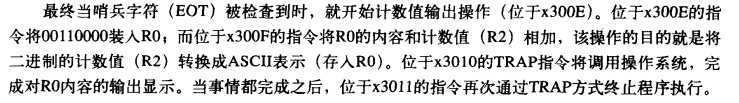 最终当哨兵字符（EOT）被检查到时，就开始计数值输出操作（位于x300E）。位于x300E的指
令将00110000装入R0；而位于x300F的指令将R0的内容和计数值（R2）相加，该操作的目的就是将
二进制的计数值（R2）转换成ASCII表示（存入R0）。位于x3010的TRAP指令将调用操作系统，完
成对R0内容的输出显示。当事情都完成之后，位于x3011的指令再次通过TRAP方式终止程序执行。